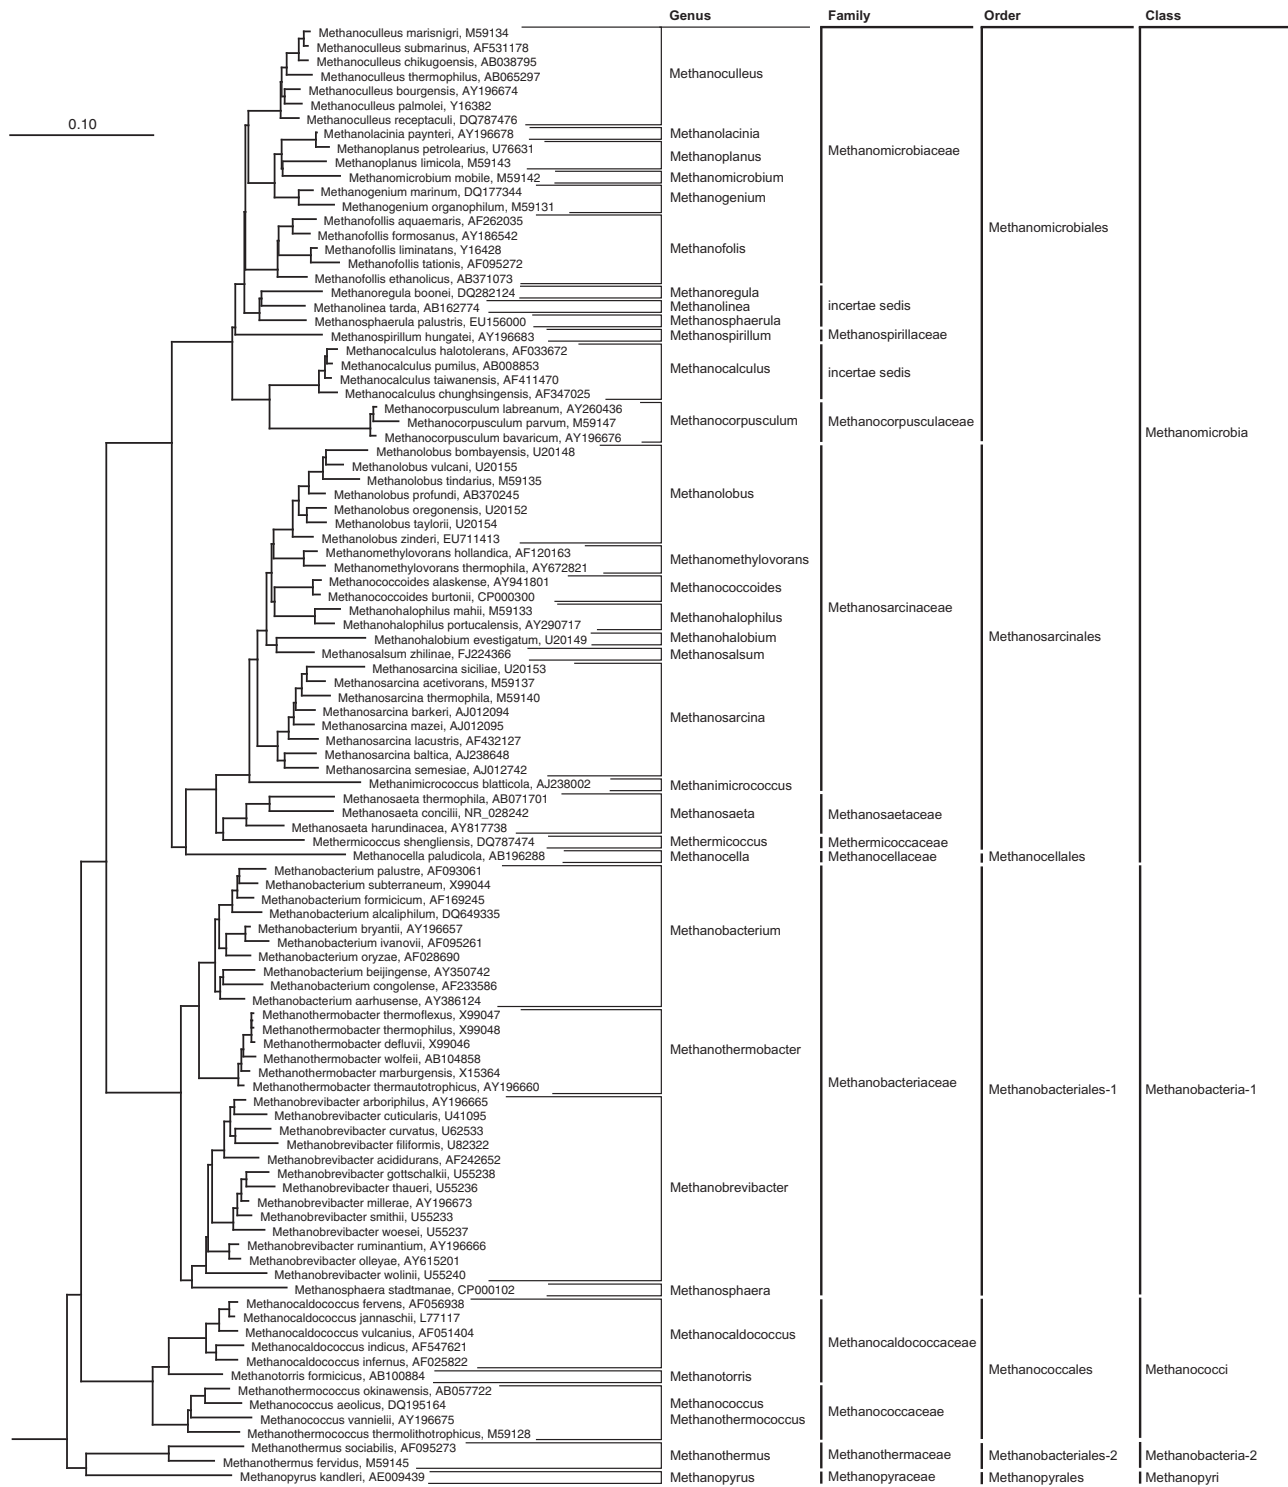 Genus Family Order Class
Methanoculleus marisnigri, M59134
Methanoculleus submarinus, AF531178
Methanoculleus chikugoensis, AB038795
Methanoculleus thermophilus, AB065297
Methanoculleus bourgensis, AY196674
Methanoculleus palmolei, Y16382
Methanoculleus receptaculi, DQ787476
Methanolacinia paynteri, AY196678
Methanoplanus petrolearius, U76631
Methanoplanus limicola, M59143
Methanomicrobium mobile, M59142
Methanogenium marinum, DQ177344
Methanogenium organophilum, M59131
Methanofollis aquaemaris, AF262035
Methanofollis formosanus, AY186542
Methanofollis liminatans, Y16428
Methanofollis tationis, AF095272
Methanofollis ethanolicus, AB371073
Methanoregula boonei, DQ282124
Methanolinea tarda, AB162774
Methanosphaerula palustris, EU156000
Methanospirillum hungatei, AY196683
Methanocalculus halotolerans, AF033672
Methanocalculus pumilus, AB008853
Methanocalculus taiwanensis, AF411470
Methanocalculus chunghsingensis, AF347025
Methanocorpusculum labreanum, AY260436
Methanocorpusculum parvum, M59147
Methanocorpusculum bavaricum, AY196676
Methanolobus bombayensis, U20148
Methanolobus vulcani, U20155
Methanolobus tindarius, M59135
Methanolobus profundi, AB370245
Methanolobus oregonensis, U20152
Methanolobus taylorii, U20154
Methanolobus zinderi, EU711413
Methanomethylovorans hollandica, AF120163
Methanomethylovorans thermophila, AY672821
Methanococcoides alaskense, AY941801
Methanococcoides burtonii, CP000300
Methanohalophilus mahii, M59133
Methanohalophilus portucalensis, AY290717
Methanohalobium evestigatum, U20149
Methanosalsum zhilinae, FJ224366
Methanosarcina siciliae, U20153
Methanosarcina acetivorans, M59137
Methanosarcina thermophila, M59140
Methanosarcina barkeri, AJ012094
Methanosarcina mazei, AJ012095
Methanosarcina lacustris, AF432127
Methanosarcina baltica, AJ238648
Methanosarcina semesiae, AJ012742
Methanimicrococcus blatticola, AJ238002
Methanosaeta thermophila, AB071701
Methanosaeta concilii, NR_028242
Methanosaeta harundinacea, AY817738
Methermicoccus shengliensis, DQ787474
Methanocella paludicola, AB196288
Methanobacterium palustre, AF093061
Methanobacterium subterraneum, X99044
Methanobacterium formicicum, AF169245
Methanobacterium alcaliphilum, DQ649335
Methanobacterium bryantii, AY196657
Methanobacterium ivanovii, AF095261
Methanobacterium oryzae, AF028690
Methanobacterium beijingense, AY350742
Methanobacterium congolense, AF233586
Methanobacterium aarhusense, AY386124
Methanothermobacter thermoflexus, X99047
Methanothermobacter thermophilus, X99048
Methanothermobacter defluvii, X99046
Methanothermobacter wolfeii, AB104858
Methanothermobacter marburgensis, X15364
Methanothermobacter thermautotrophicus, AY196660
Methanobrevibacter arboriphilus, AY196665
Methanobrevibacter cuticularis, U41095
Methanobrevibacter curvatus, U62533
Methanobrevibacter filiformis, U82322
Methanobrevibacter acididurans, AF242652
Methanobrevibacter gottschalkii, U55238
Methanobrevibacter thaueri, U55236
Methanobrevibacter millerae, AY196673
Methanobrevibacter smithii, U55233
Methanobrevibacter woesei, U55237
Methanobrevibacter ruminantium, AY196666
Methanobrevibacter olleyae, AY615201
Methanobrevibacter wolinii, U55240
Methanosphaera stadtmanae, CP000102
Methanocaldococcus fervens, AF056938
Methanocaldococcus jannaschii, L77117
Methanocaldococcus vulcanius, AF051404
Methanocaldococcus indicus, AF547621
Methanocaldococcus infernus, AF025822
Methanotorris formicicus, AB100884
Methanothermococcus okinawensis, AB057722
Methanococcus aeolicus, DQ195164
Methanococcus vannielii, AY196675
Methanothermococcus thermolithotrophicus, M59128
Methanothermus sociabilis, AF095273
Methanothermus fervidus, M59145
Methanopyrus kandleri, AE009439
0.10
Methanoculleus
Methanolacinia
Methanoplanus
Methanomicrobium
Methanogenium
Methanofolis
Methanoregula
Methanolinea
Methanosphaerula
Methanospirillum
Methanocalculus
Methanocorpusculum
Methanolobus
Methanomethylovorans
Methanococcoides
Methanohalophilus
Methanohalobium
Methanosalsum
Methanosarcina
Methanimicrococcus
Methanosaeta
Methermicoccus
Methanocella
Methanobacterium
Methanothermobacter
Methanobrevibacter
Methanosphaera
Methanocaldococcus
Methanotorris
Methanococcus
Methanothermococcus
Methanothermus
Methanopyrus
Methanomicrobiaceae
incertae sedis
Methanospirillaceae
incertae sedis
Methanocorpusculaceae
Methanosarcinaceae
Methanosaetaceae
Methermicoccaceae
Methanocellaceae
Methanobacteriaceae
Methanocaldococcaceae
Methanococcaceae
Methanothermaceae
Methanopyraceae
Methanomicrobiales
Methanosarcinales
Methanocellales
Methanobacteriales-1
Methanococcales
Methanobacteriales-2
Methanopyrales
Methanomicrobia
Methanobacteria-1
Methanococci
Methanobacteria-2
Methanopyri